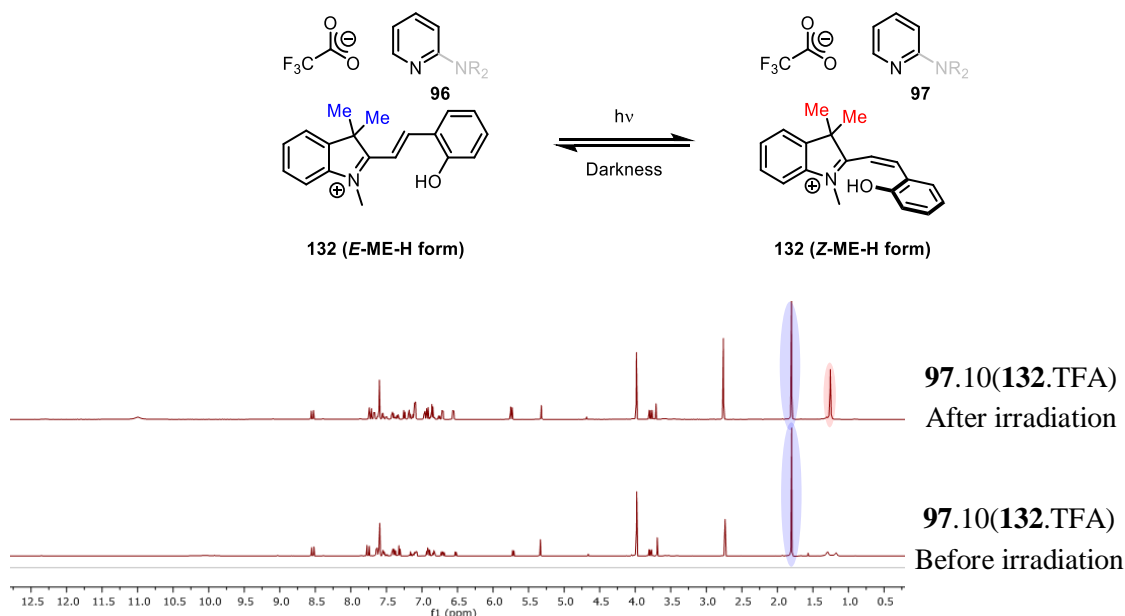 F₃C O O ⊖ N NR₂ F₃C O O ⊖ N NR₂
96 97
Me Me hν Me Me
N ⊕ HO Darkness N ⊕ HO
132 (E-ME-H form) 132 (Z-ME-H form)
97.10(132.TFA)
After irradiation
97.10(132.TFA)
Before irradiation
12.5 12.0 11.5 11.0 10.5 10.0 9.5 9.0 8.5 8.0 7.5 7.0 6.5 6.0 5.5 5.0 4.5 4.0 3.5 3.0 2.5 2.0 1.5 1.0 0.5
f1 (ppm)